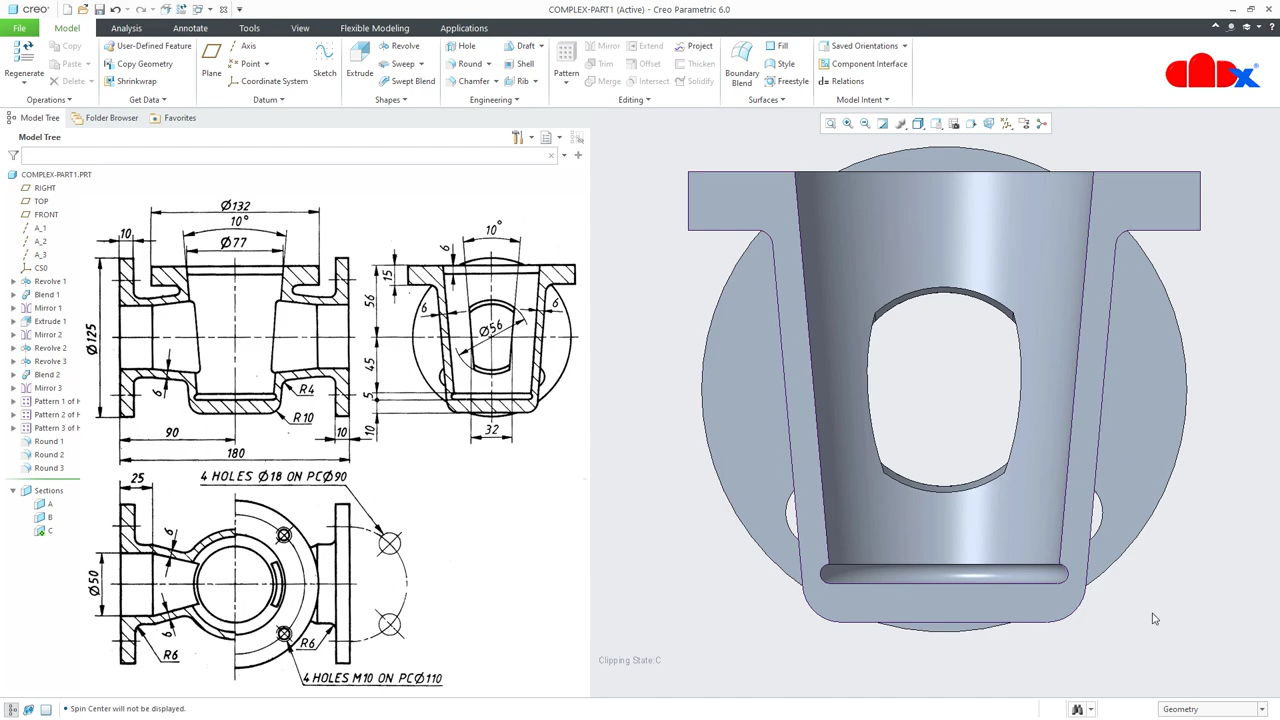 creo COMPLEX-PART1 (Active) - Creo Parametric 6.0
File Model Analysis Annotate Tools View Flexible Modeling Applications
Regenerate Copy Paste Delete Operations
User-Defined Feature Copy Geometry Shrinkwrap Get Data
Plane Axis Point Coordinate System Sketch Datum
Extrude Revolve Sweep Swept Blend Shapes
Hole Round Chamfer Draft Shell Rib Engineering
Pattern Mirror Trim Merge Extend Offset Intersect Project Thicken Solidify Editing
Boundary Blend Fill Style Freestyle Surfaces
Saved Orientations Component Interface Relations Model Intent
CADX
Model Tree Folder Browser Favorites
Model Tree
COMPLEX-PART1.PRT
RIGHT
TOP
FRONT
A_1
A_2
A_3
CS0
Revolve 1
Blend 1
Mirror 1
Extrude 1
Mirror 2
Revolve 2
Revolve 3
Blend 2
Mirror 3
Pattern 1 of H
Pattern 2 of H
Pattern 3 of H
Round 1
Round 2
Round 3
Sections
A
B
C
Ø132
10°
Ø77
10
Ø125
6
R4
R10
90
10
180
10°
6
15
56
6
6
Ø56
45
5
10
32
4 HOLES Ø18 ON PCØ90
25
6
Ø50
6
R6
R6
4 HOLES M10 ON PCØ110
Clipping State:C
Spin Center will not be displayed.
Geometry